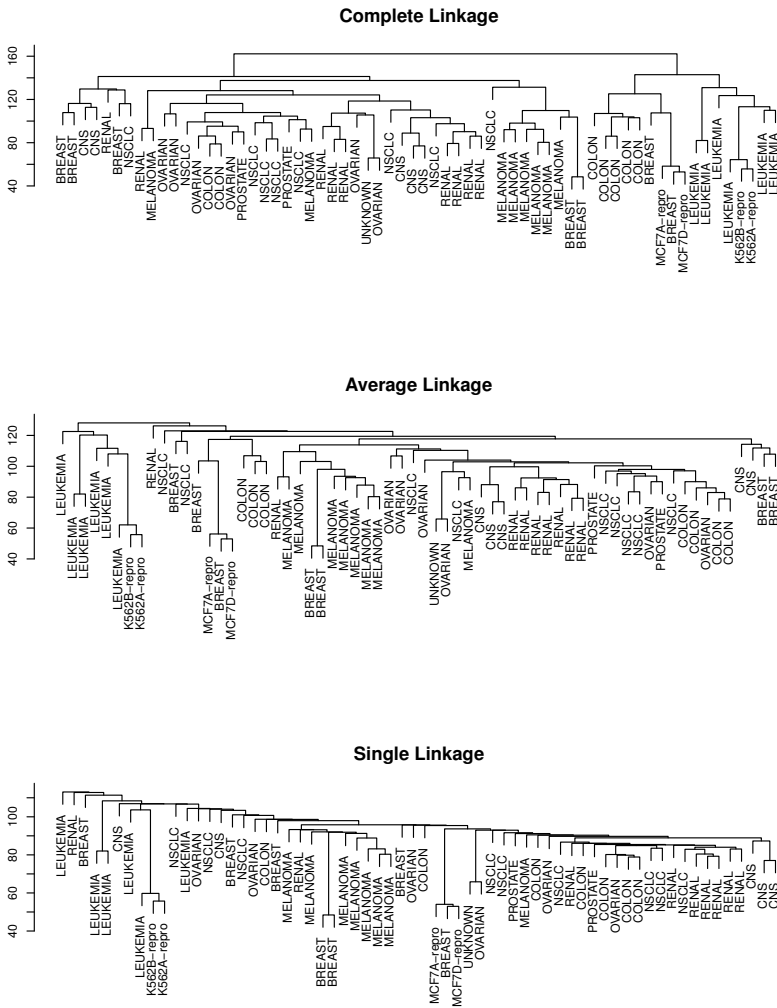 Complete Linkage
160
120
80
40
BREAST
BREAST
CNS
CNS
RENAL
BREAST
NSCLC
RENAL
MELANOMA
OVARIAN
OVARIAN
NSCLC
OVARIAN
COLON
COLON
OVARIAN
PROSTATE
NSCLC
NSCLC
NSCLC
PROSTATE
NSCLC
MELANOMA
RENAL
RENAL
RENAL
OVARIAN
UNKNOWN
OVARIAN
NSCLC
CNS
CNS
CNS
NSCLC
RENAL
RENAL
RENAL
RENAL
NSCLC
MELANOMA
MELANOMA
MELANOMA
MELANOMA
MELANOMA
MELANOMA
BREAST
BREAST
COLON
COLON
COLON
COLON
COLON
BREAST
MCF7A-repro
BREAST
MCF7D-repro
LEUKEMIA
LEUKEMIA
LEUKEMIA
LEUKEMIA
K562B-repro
K562A-repro
LEUKEMIA
LEUKEMIA
Average Linkage
120
100
80
60
40
LEUKEMIA
LEUKEMIA
LEUKEMIA
LEUKEMIA
LEUKEMIA
LEUKEMIA
K562B-repro
K562A-repro
RENAL
NSCLC
BREAST
NSCLC
BREAST
MCF7A-repro
BREAST
MCF7D-repro
COLON
COLON
COLON
RENAL
MELANOMA
MELANOMA
BREAST
BREAST
MELANOMA
MELANOMA
MELANOMA
MELANOMA
MELANOMA
OVARIAN
OVARIAN
NSCLC
OVARIAN
UNKNOWN
OVARIAN
NSCLC
MELANOMA
CNS
CNS
CNS
RENAL
RENAL
RENAL
RENAL
RENAL
RENAL
RENAL
PROSTATE
NSCLC
NSCLC
NSCLC
NSCLC
OVARIAN
PROSTATE
NSCLC
COLON
COLON
OVARIAN
COLON
COLON
CNS
CNS
BREAST
BREAST
Single Linkage
100
80
60
40
LEUKEMIA
RENAL
BREAST
LEUKEMIA
LEUKEMIA
CNS
LEUKEMIA
LEUKEMIA
K562B-repro
K562A-repro
NSCLC
LEUKEMIA
OVARIAN
NSCLC
CNS
BREAST
NSCLC
OVARIAN
COLON
BREAST
MELANOMA
RENAL
MELANOMA
BREAST
BREAST
MELANOMA
MELANOMA
MELANOMA
MELANOMA
MELANOMA
BREAST
OVARIAN
COLON
MCF7A-repro
BREAST
MCF7D-repro
UNKNOWN
OVARIAN
NSCLC
NSCLC
PROSTATE
MELANOMA
COLON
OVARIAN
NSCLC
RENAL
COLON
PROSTATE
COLON
OVARIAN
COLON
COLON
NSCLC
NSCLC
RENAL
NSCLC
RENAL
RENAL
RENAL
RENAL
RENAL
CNS
CNS
CNS